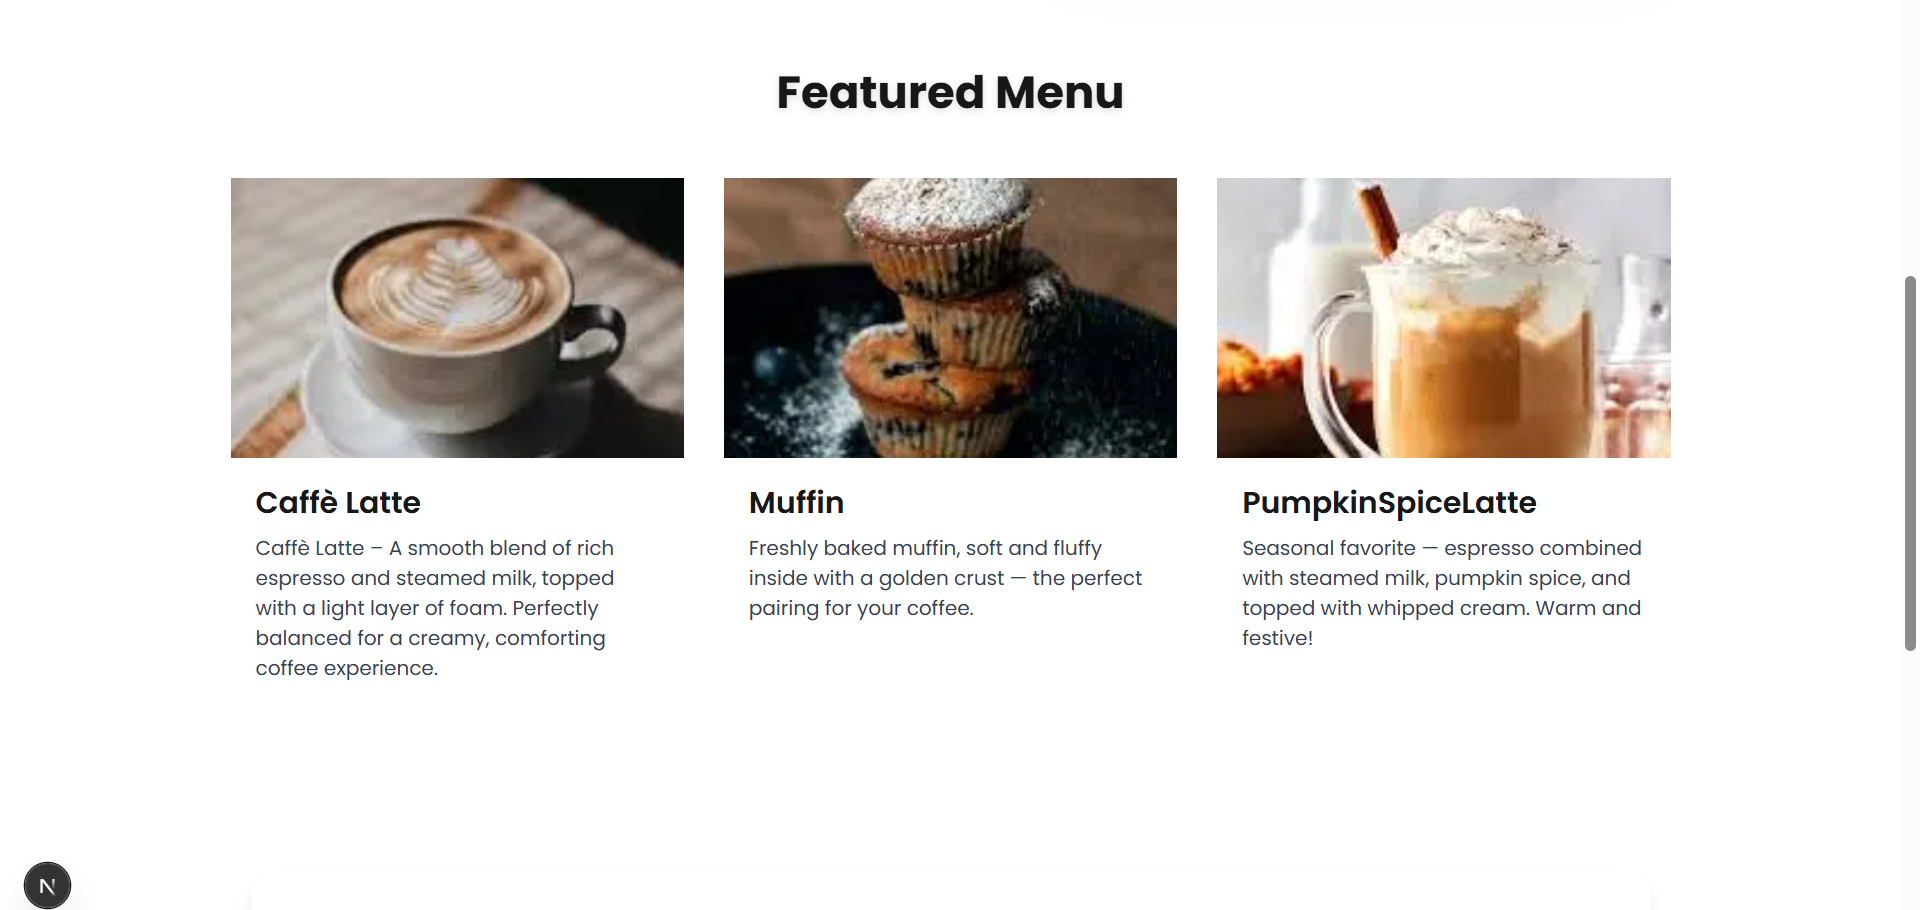 Featured Menu
Caffè Latte
Caffè Latte – A smooth blend of rich
espresso and steamed milk, topped
with a light layer of foam. Perfectly
balanced for a creamy, comforting
coffee experience.
Muffin
Freshly baked muffin, soft and fluffy
inside with a golden crust — the perfect
pairing for your coffee.
PumpkinSpiceLatte
Seasonal favorite — espresso combined
with steamed milk, pumpkin spice, and
topped with whipped cream. Warm and
festive!
N